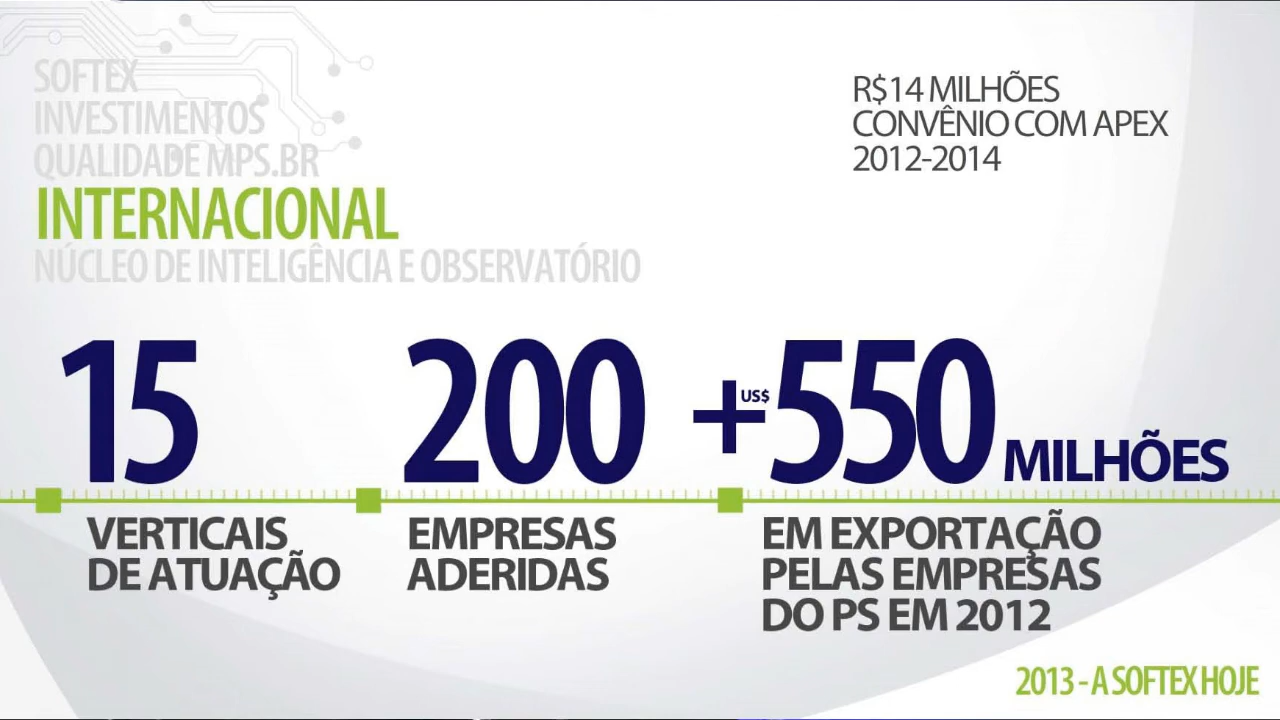 SOFTEX
INVESTIMENTOS
QUALIDADE MPS.BR
INTERNACIONAL
NÚCLEO DE INTELIGÊNCIA E OBSERVATÓRIO
R$14 MILHÕES
CONVÊNIO COM APEX
2012-2014
15
VERTICAIS
DE ATUAÇÃO
200
EMPRESAS
ADERIDAS
+US$550 MILHÕES
EM EXPORTAÇÃO
PELAS EMPRESAS
DO PS EM 2012
2013 - A SOFTEX HOJE